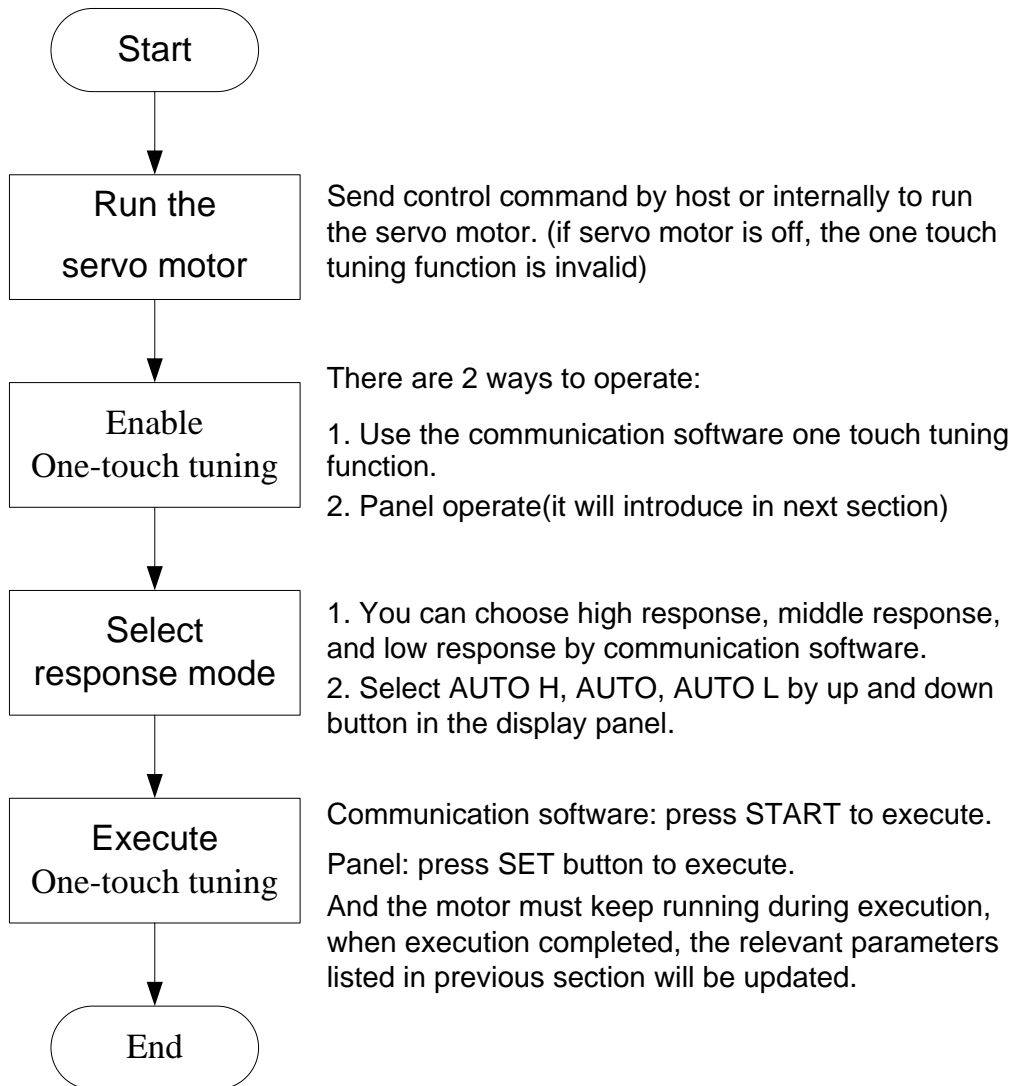 Start
Run the
servo motor
Send control command by host or internally to run
the servo motor. (if servo motor is off, the one touch
tuning function is invalid)
Enable
One-touch tuning
There are 2 ways to operate:
1. Use the communication software one touch tuning
function.
2. Panel operate(it will introduce in next section)
Select
response mode
1. You can choose high response, middle response,
and low response by communication software.
2. Select AUTO H, AUTO, AUTO L by up and down
button in the display panel.
Execute
One-touch tuning
Communication software: press START to execute.
Panel: press SET button to execute.
And the motor must keep running during execution,
when execution completed, the relevant parameters
listed in previous section will be updated.
End